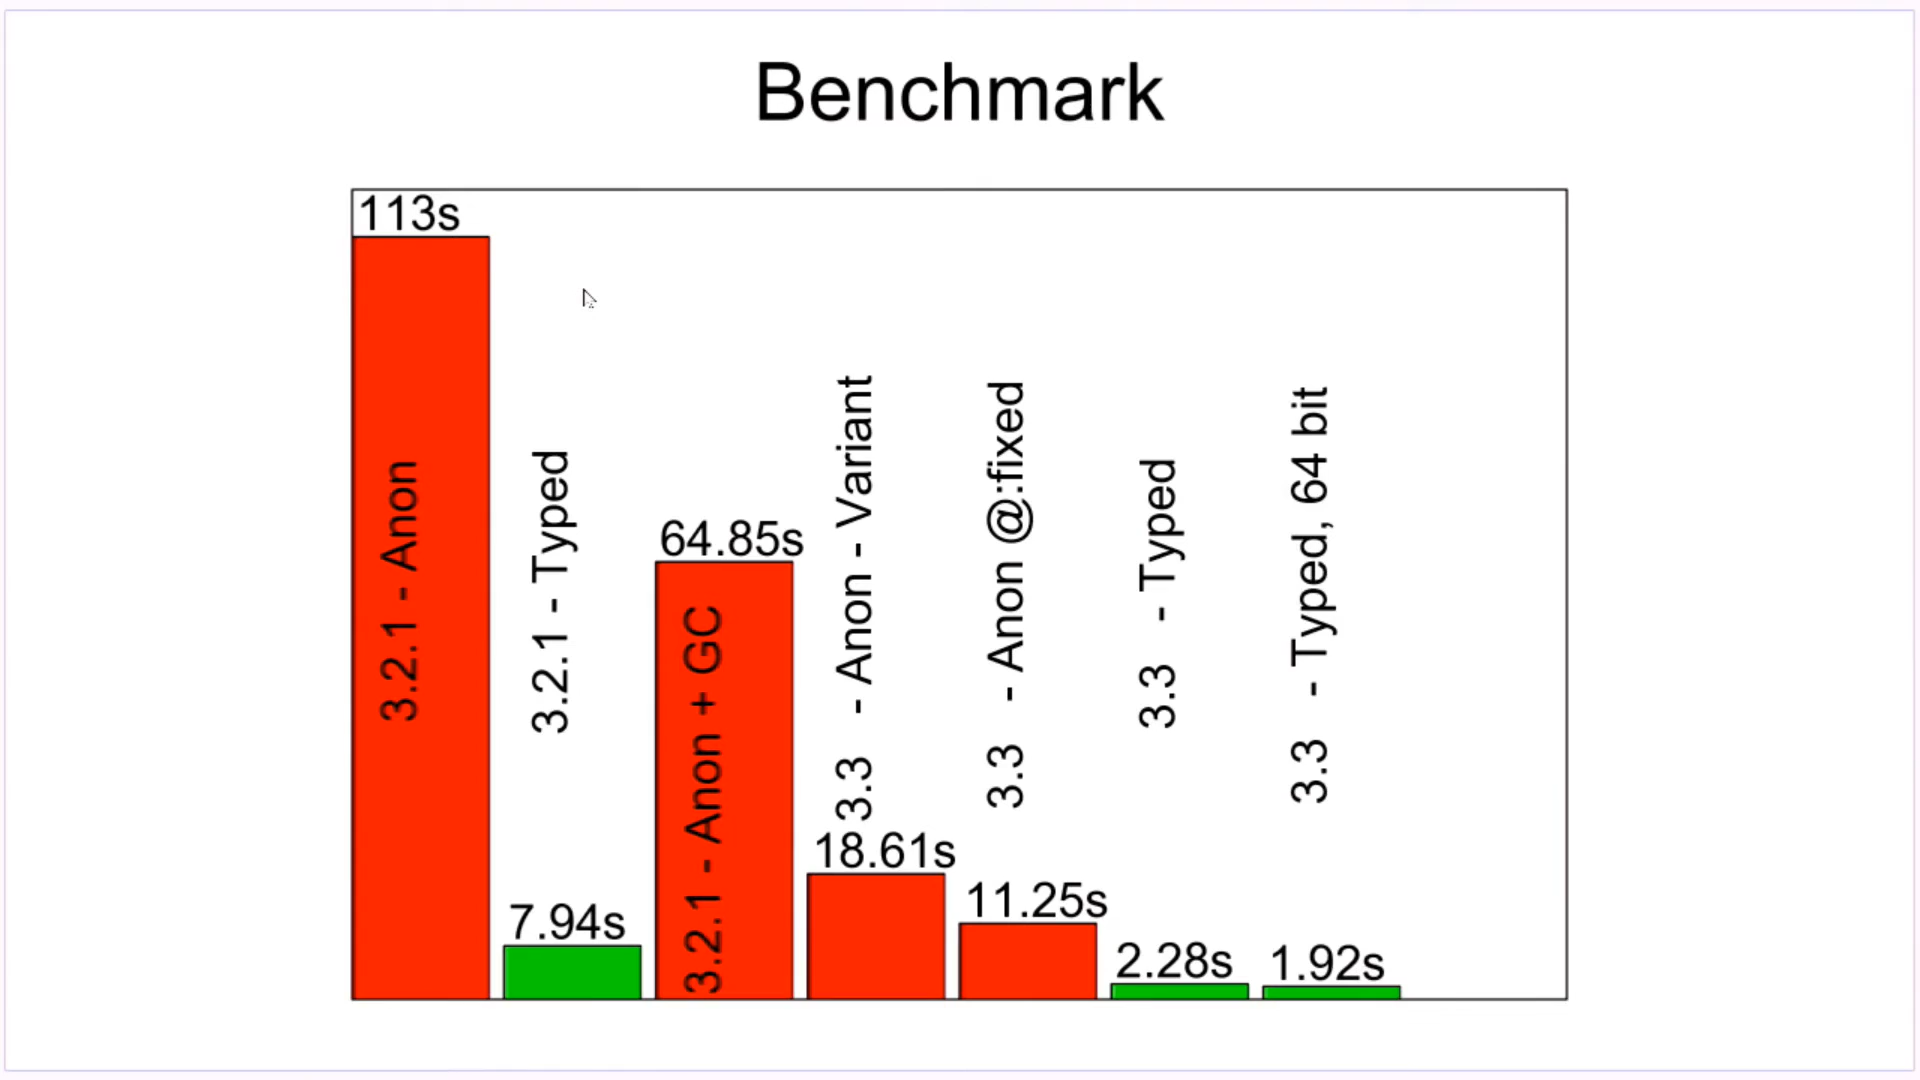 Benchmark
113s
3.2.1 - Anon
7.94s
3.2.1 - Typed
64.85s
3.2.1 - Anon + GC
18.61s
3.3 - Anon - Variant
11.25s
3.3 - Anon @:fixed
2.28s
3.3 - Typed
1.92s
3.3 - Typed, 64 bit